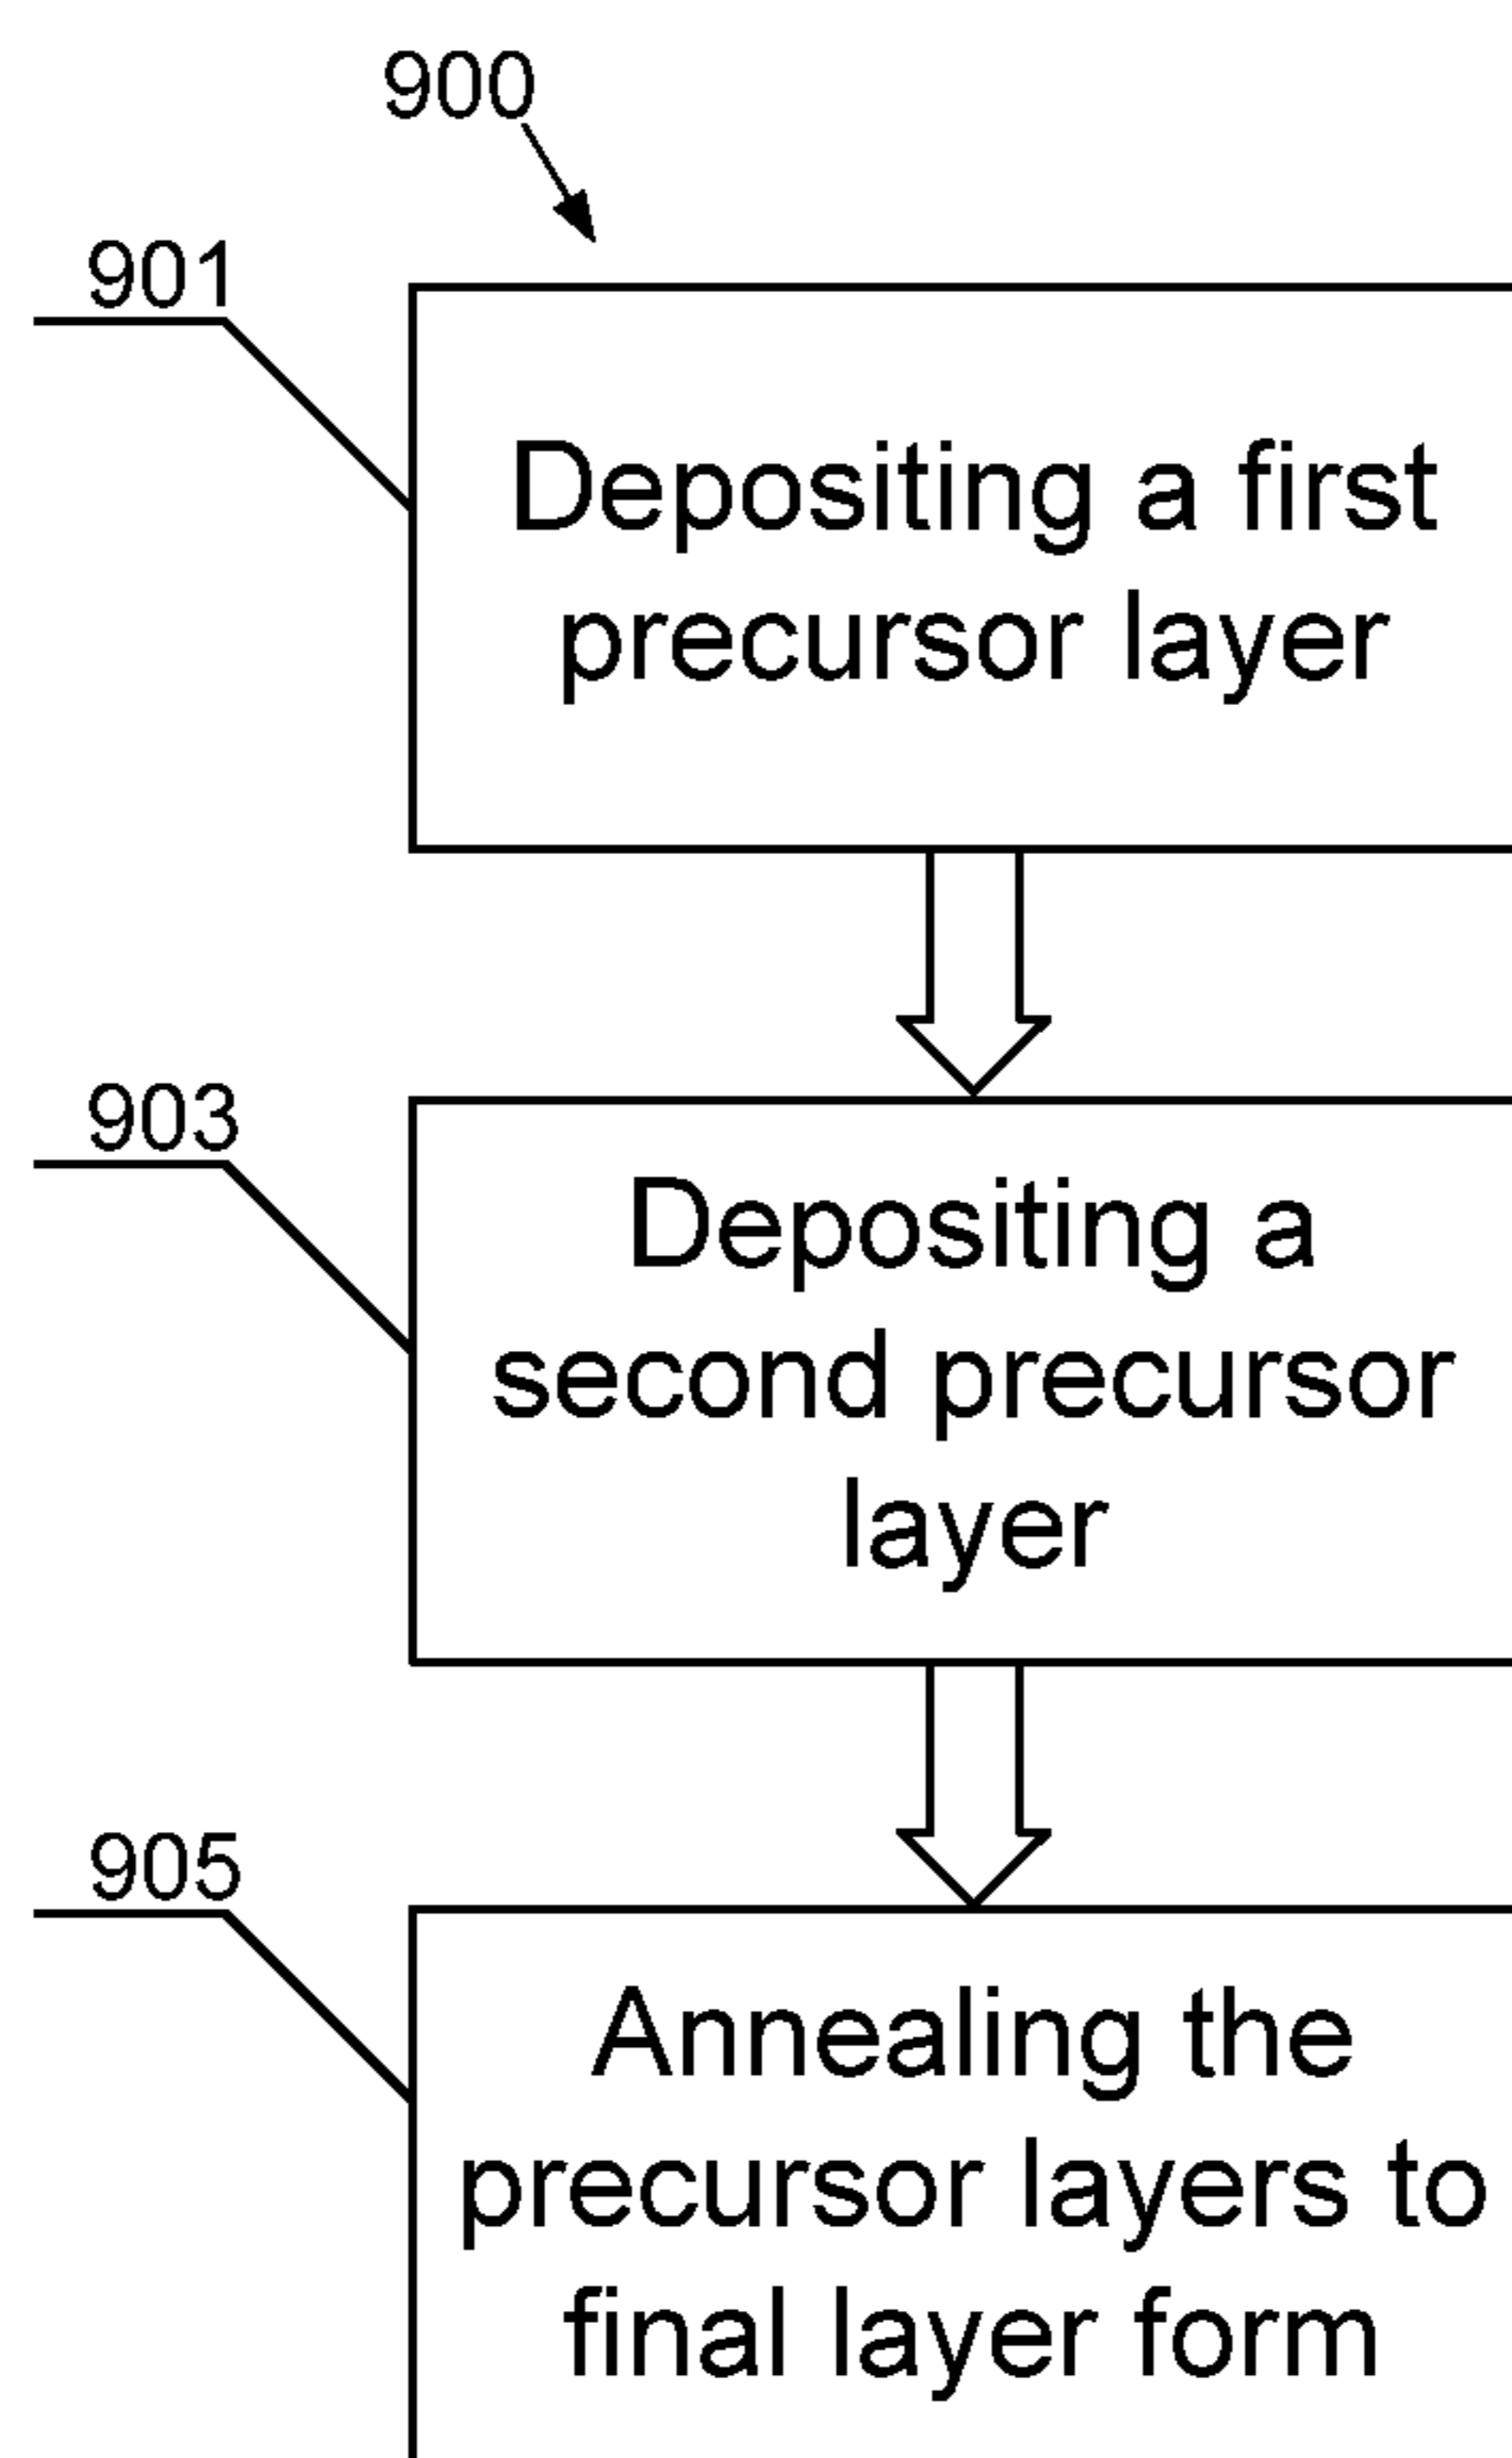 900
901
Depositing a first
precursor layer
903
Depositing a
second precursor
layer
905
Annealing the
precursor layers to
final layer form